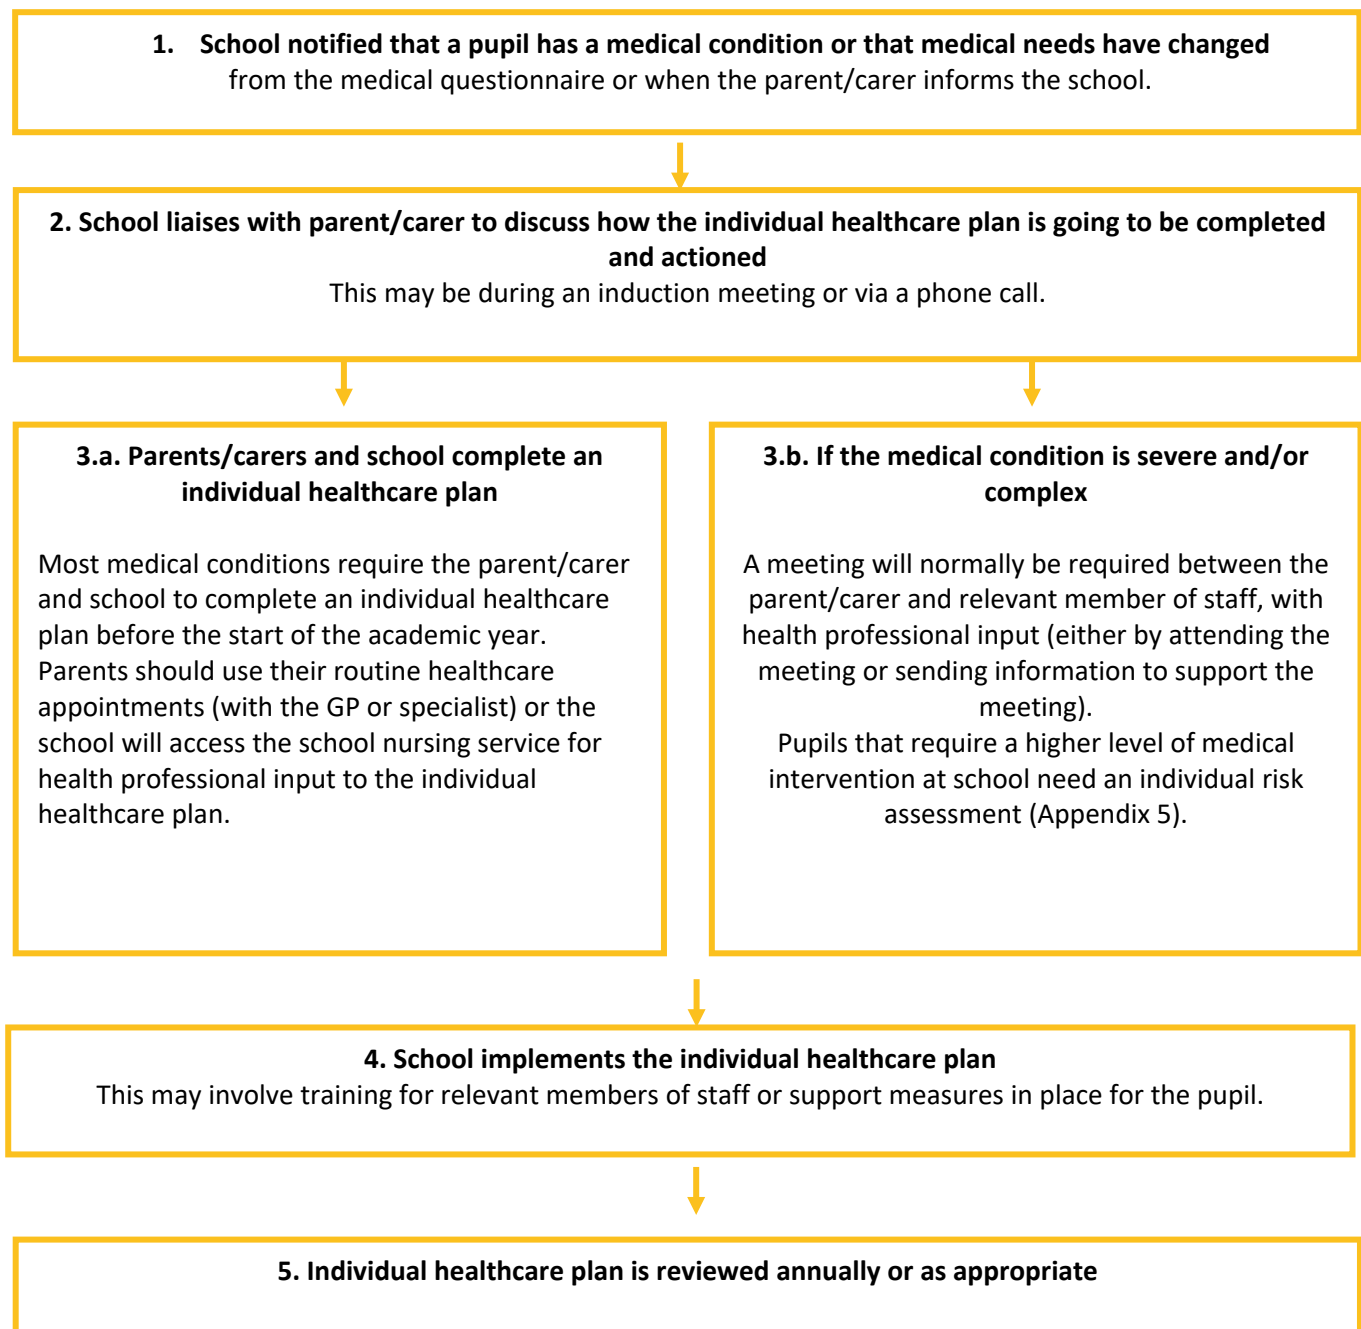 1. School notified that a pupil has a medical condition or that medical needs have changed
from the medical questionnaire or when the parent/carer informs the school.
2. School liaises with parent/carer to discuss how the individual healthcare plan is going to be completed
and actioned
This may be during an induction meeting or via a phone call.
3.a. Parents/carers and school complete an
individual healthcare plan
Most medical conditions require the parent/carer
and school to complete an individual healthcare
plan before the start of the academic year.
Parents should use their routine healthcare
appointments (with the GP or specialist) or the
school will access the school nursing service for
health professional input to the individual
healthcare plan.
3.b. If the medical condition is severe and/or
complex
A meeting will normally be required between the
parent/carer and relevant member of staff, with
health professional input (either by attending the
meeting or sending information to support the
meeting).
Pupils that require a higher level of medical
intervention at school need an individual risk
assessment (Appendix 5).
4. School implements the individual healthcare plan
This may involve training for relevant members of staff or support measures in place for the pupil.
5. Individual healthcare plan is reviewed annually or as appropriate